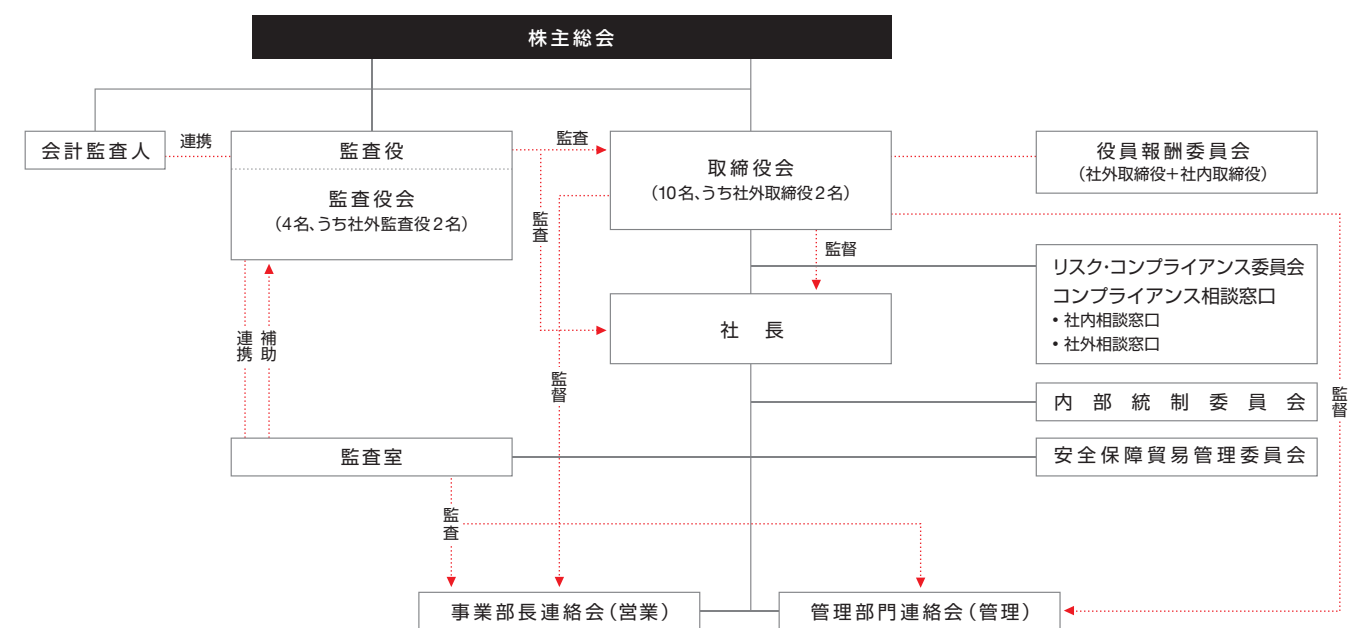 株主総会
会計監査人
連携
監査役
監査役会
(4名、うち社外監査役2名)
監査
監査
取締役会
(10名、うち社外取締役2名)
役員報酬委員会
(社外取締役+社内取締役)
監督
リスク・コンプライアンス委員会
コンプライアンス相談窓口
• 社内相談窓口
• 社外相談窓口
社 長
連携
補助
監督
内部統制委員会
監督
監査室
安全保障貿易管理委員会
監査
事業部長連絡会(営業)
管理部門連絡会(管理)